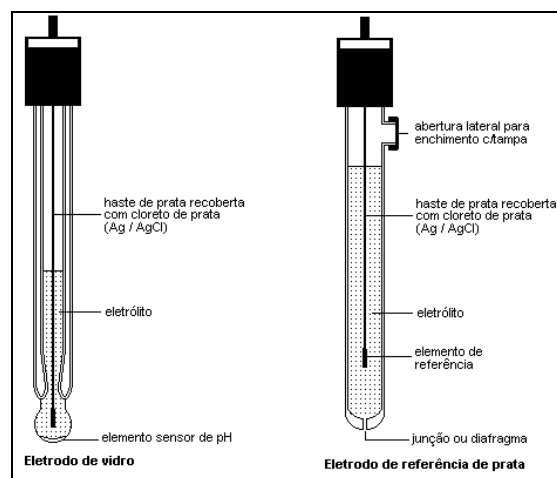 haste de prata recoberta
com cloreto de prata
(Ag / AgCl)
eletrólito
elemento sensor de pH
Eletrodo de vidro
abertura lateral para
enchimento c/tampa
haste de prata recoberta
com cloreto de prata
(Ag / AgCl)
eletrólito
elemento de
referência
junção ou diafragma
Eletrodo de referência de prata